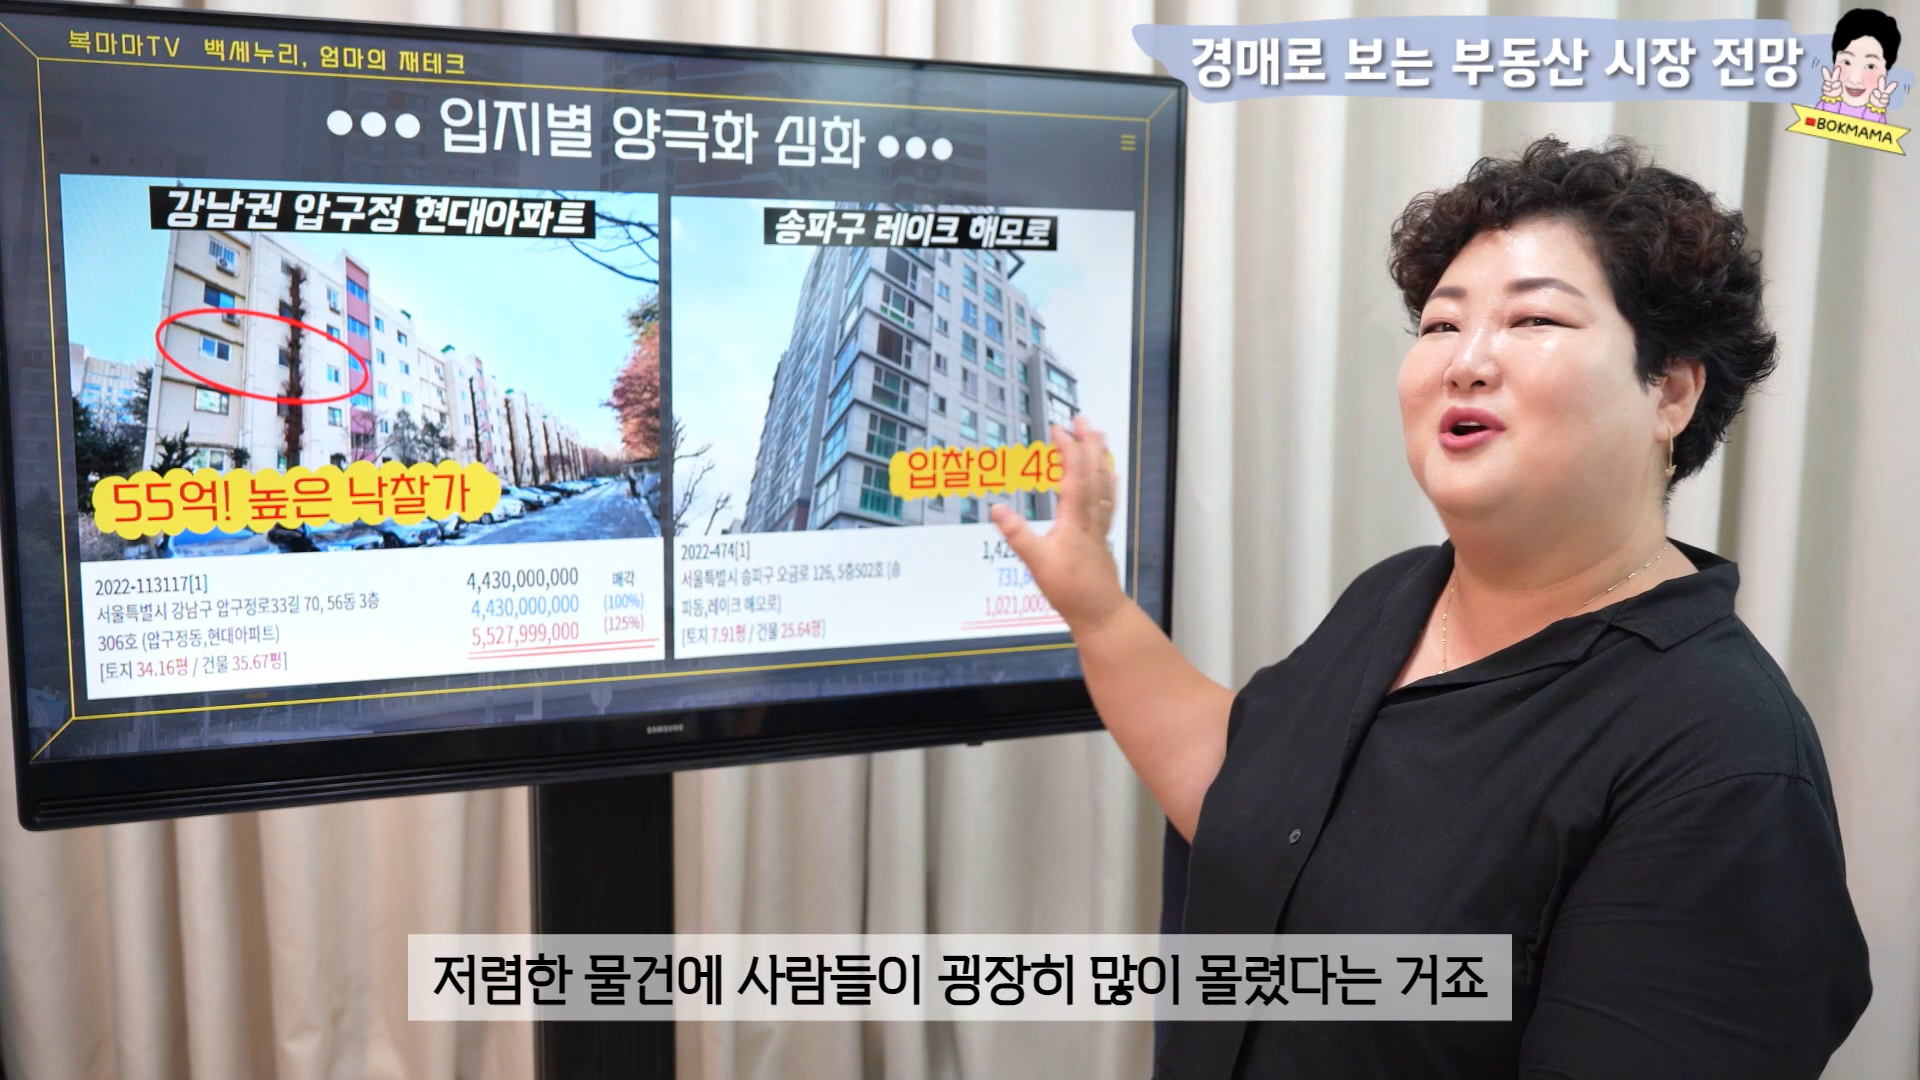 복마마TV 백세누리, 엄마의 재테크
경매로 보는 부동산 시장 전망
BOKMAMA
입지별 양극화 심화
강남권 압구정 현대아파트
송파구 레이크 해모로
55억! 높은 낙찰가
입찰인 48
2022-113117[1]
4,430,000,000 매각
서울특별시 강남구 압구정로33길 70, 56동 3층
4,430,000,000 (100%)
306호 (압구정동,현대아파트)
5,527,999,000 (125%)
[토지 34.16평 / 건물 35.67평]
2022-474[1]
서울특별시 송파구 오금로 126, 5층502호 (송
파동,레이크 해모로)
[토지 7.91평 / 건물 25.64평]
SAMSUNG
저렴한 물건에 사람들이 굉장히 많이 몰렸다는 거죠